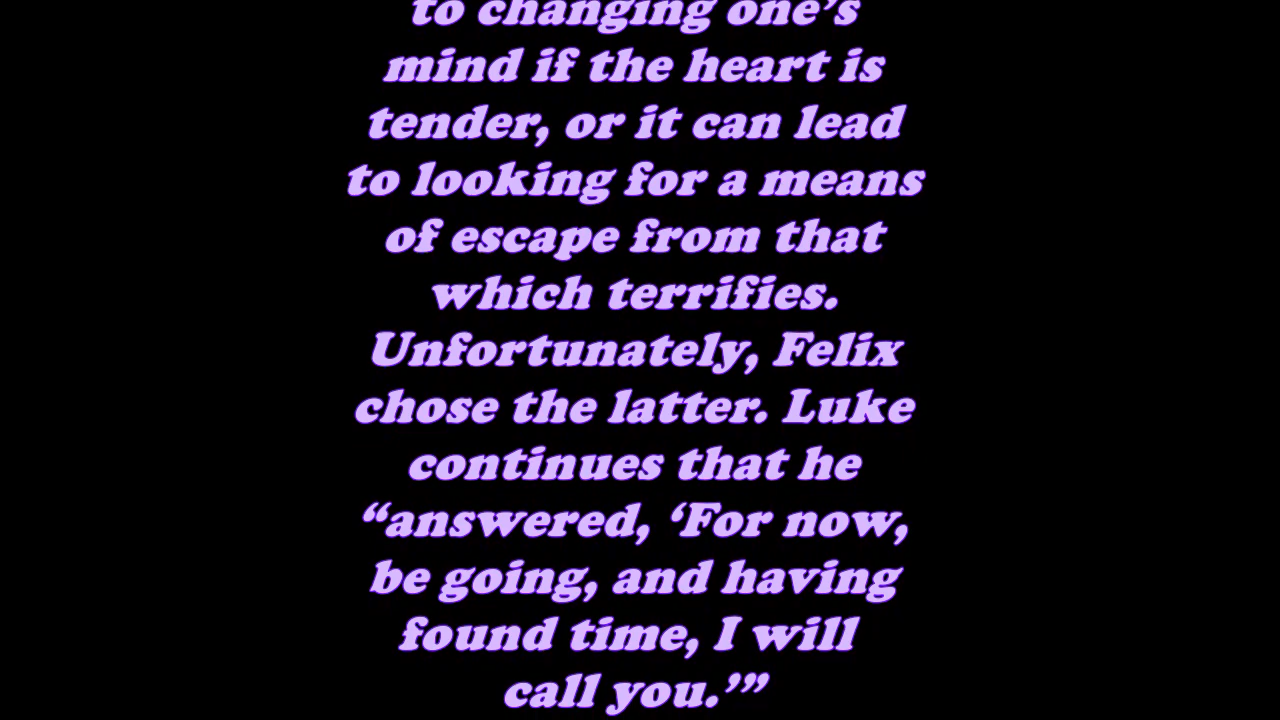 to changing one’s
mind if the heart is
tender, or it can lead
to looking for a means
of escape from that
which terrifies.
Unfortunately, Felix
chose the latter. Luke
continues that he
“answered, ‘For now,
be going, and having
found time, I will
call you.’”